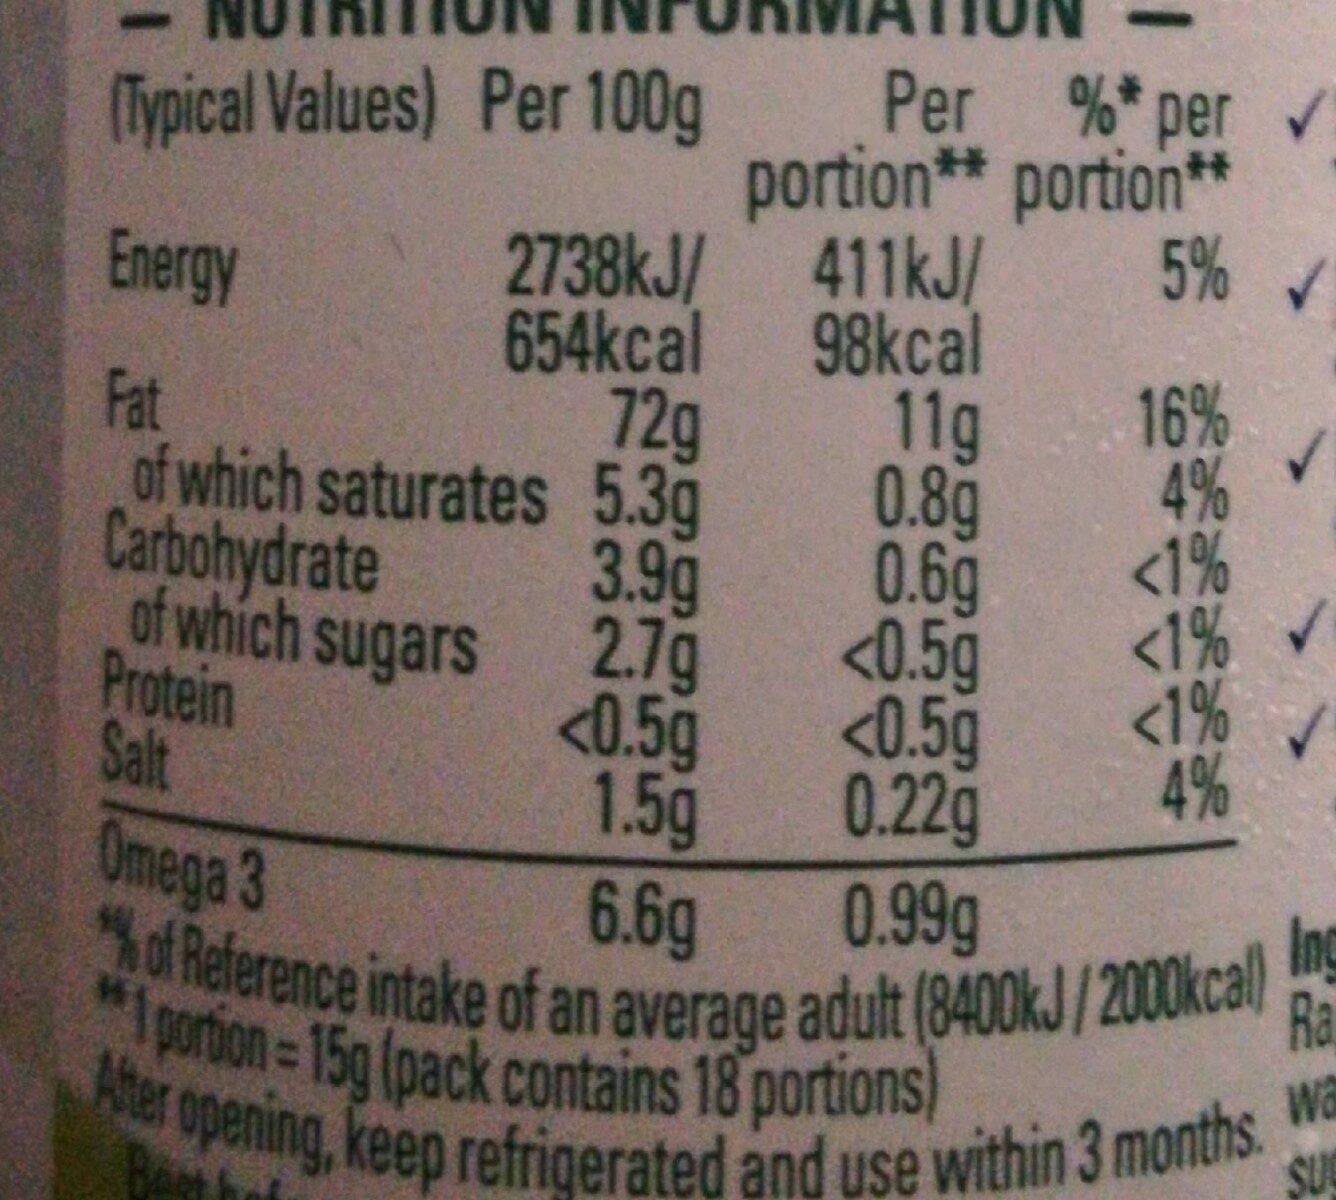 — NUTRITION INFORMATION —
(Typical Values) Per 100g Per %* per
portion** portion**
Energy 2738kJ/ 411kJ/ 5%
654kcal 98kcal
Fat 72g 11g 16%
of which saturates 5.3g 0.8g 4%
Carbohydrate 3.9g 0.6g <1%
of which sugars 2.7g <0.5g <1%
Protein <0.5g <0.5g <1%
Salt 1.5g 0.22g 4%
Omega 3 6.6g 0.99g
*% of Reference intake of an average adult (8400kJ / 2000kcal)
**1 portion = 15g (pack contains 18 portions)
After opening, keep refrigerated and use within 3 months.